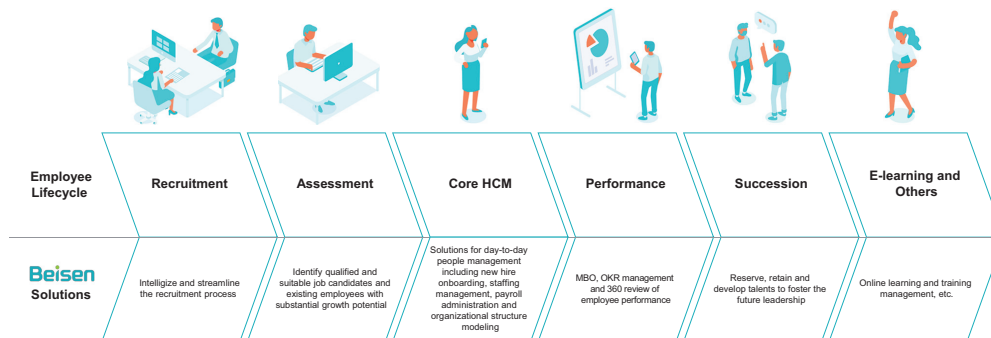 Employee
Lifecycle
Recruitment
Assessment
Core HCM
Performance
Succession
E-learning and
Others
Beisen
Solutions
Intelligize and streamline
the recruitment process
Identify qualified and
suitable job candidates and
existing employees with
substantial growth potential
Solutions for day-to-day
people management
including new hire
onboarding, staffing
management, payroll
administration and
organizational structure
modeling
MBO, OKR management
and 360 review of
employee performance
Reserve, retain and
develop talents to foster the
future leadership
Online learning and training
management, etc.